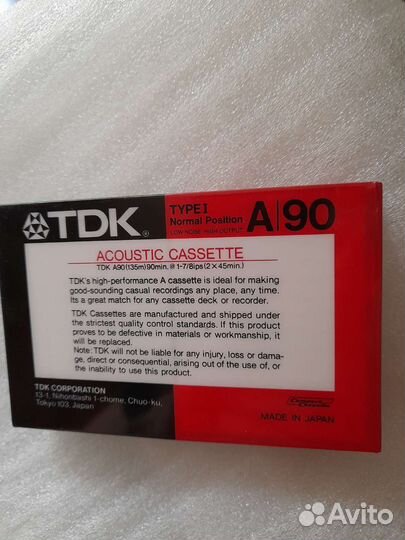 TDK®
TYPE I
Normal Position
LOW NOISE HIGH OUTPUT
A|90
ACOUSTIC CASSETTE
TDK A90(135m)90min. @ 1-7/8ips(2×45min.)
TDK's high-performance A cassette is ideal for making
good-sounding casual recordings any place, any time.
Its a great match for any cassette deck or recorder.
TDK Cassettes are manufactured and shipped under
the strictest quality control standards. If this product
proves to be defective in materials or workmanship, it
will be replaced.
Note: TDK will not be liable for any injury, loss or dama-
ge, direct or consequential, arising out of the use of, or
the inability to use this product.
TDK CORPORATION
13-1, Nihonbashi 1-chome, Chuo-ku,
Tokyo 103, Japan
MADE IN JAPAN
Avito